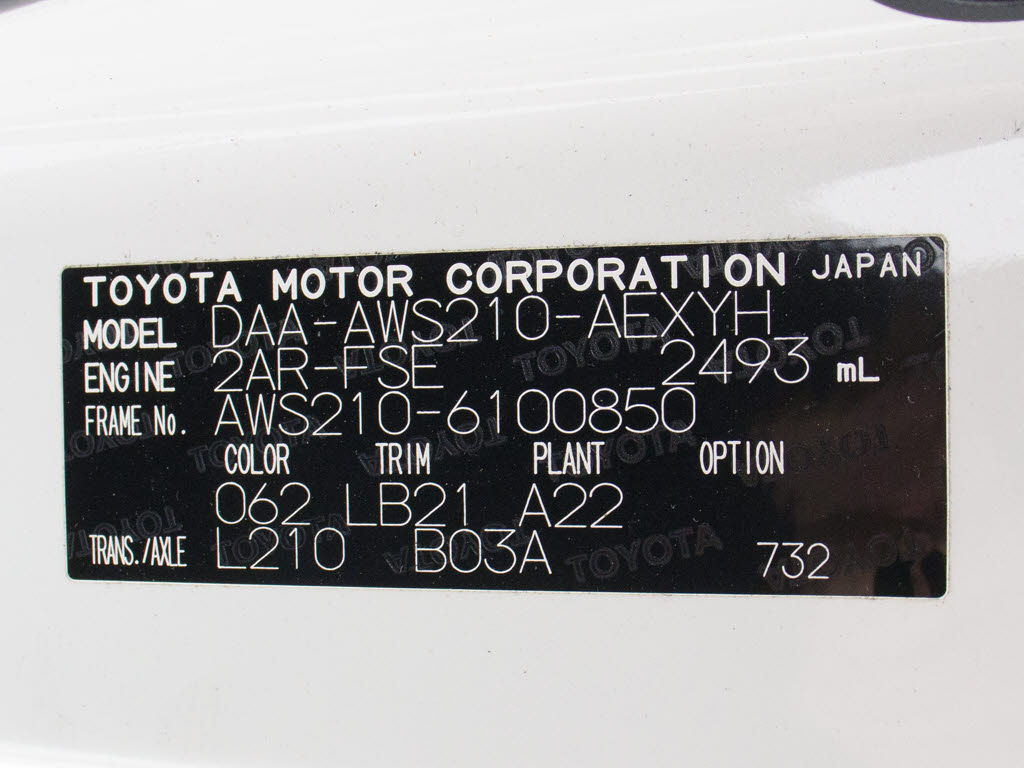 TOYOTA MOTOR CORPORATION JAPAN
MODEL DAA-AWS210-AEXYH
ENGINE 2AR-FSE 2493 mL
FRAME No. AWS210-6100850
COLOR TRIM PLANT OPTION
062 LB21 A22
TRANS./AXLE L210 B03A 732